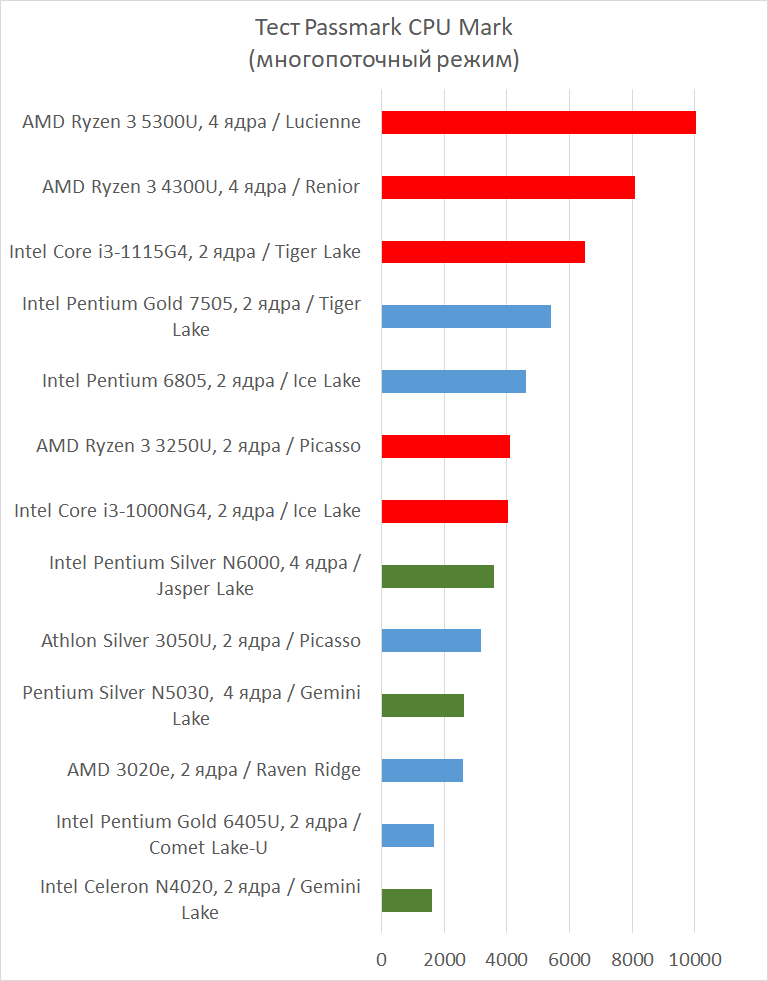 Тест Passmark CPU Mark
(многопоточный режим)
AMD Ryzen 3 5300U, 4 ядра / Lucienne
AMD Ryzen 3 4300U, 4 ядра / Renior
Intel Core i3-1115G4, 2 ядра / Tiger Lake
Intel Pentium Gold 7505, 2 ядра / Tiger
Lake
Intel Pentium 6805, 2 ядра / Ice Lake
AMD Ryzen 3 3250U, 2 ядра / Picasso
Intel Core i3-1000NG4, 2 ядра / Ice Lake
Intel Pentium Silver N6000, 4 ядра /
Jasper Lake
Athlon Silver 3050U, 2 ядра / Picasso
Pentium Silver N5030,  4 ядра / Gemini
Lake
AMD 3020e, 2 ядра / Raven Ridge
Intel Pentium Gold 6405U, 2 ядра /
Comet Lake-U
Intel Celeron N4020, 2 ядра / Gemini
Lake
0 2000 4000 6000 8000 10000